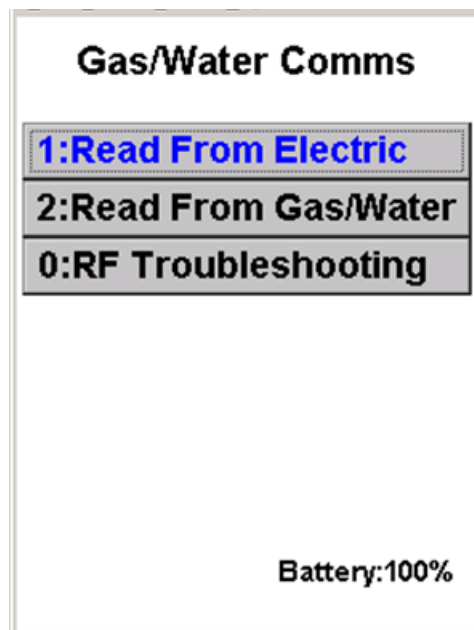 Gas/Water Comms
1:Read From Electric
2:Read From Gas/Water
0:RF Troubleshooting
Battery:100%